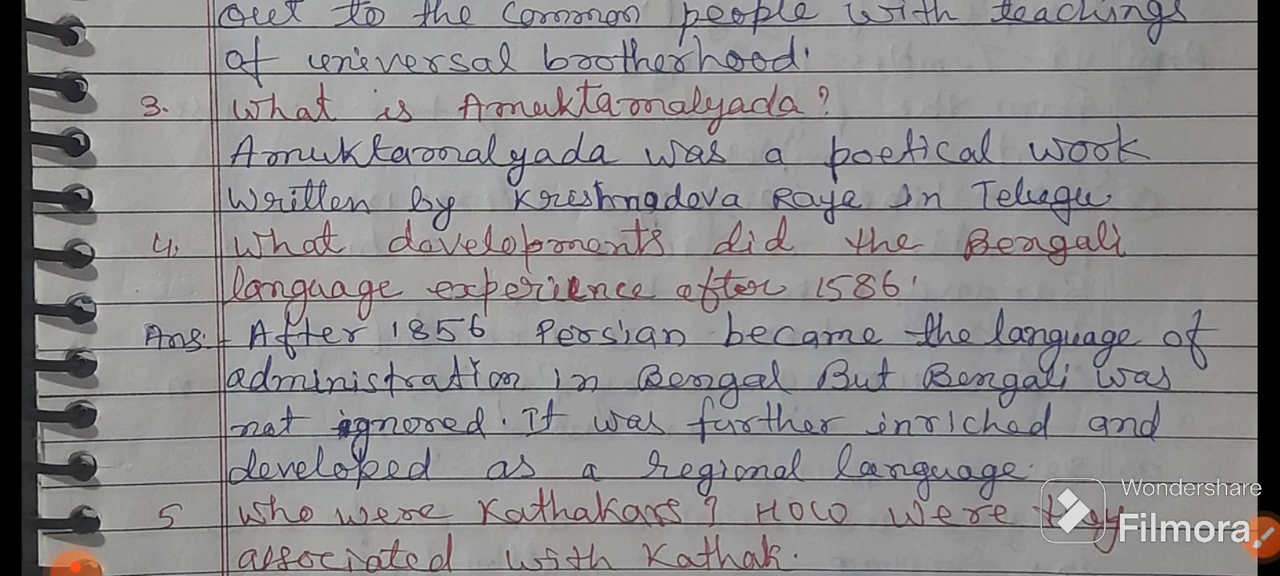 out to the common people with teachings
of universal brotherhood.
3. What is Amuktamalyada?
Amuktamalyada was a poetical work
written by Kreshnadeva Raye in Telugu.
4. What developments did the Bengali
language experience after 1586.
Ans:- After 1856 Persian became the language of
administration in Bengal But Bengali was
not ignored. It was further inriched and
developed as a regional language.
5 Who were Kathakars? How were they
associated with Kathak.
Wondershare
Filmora